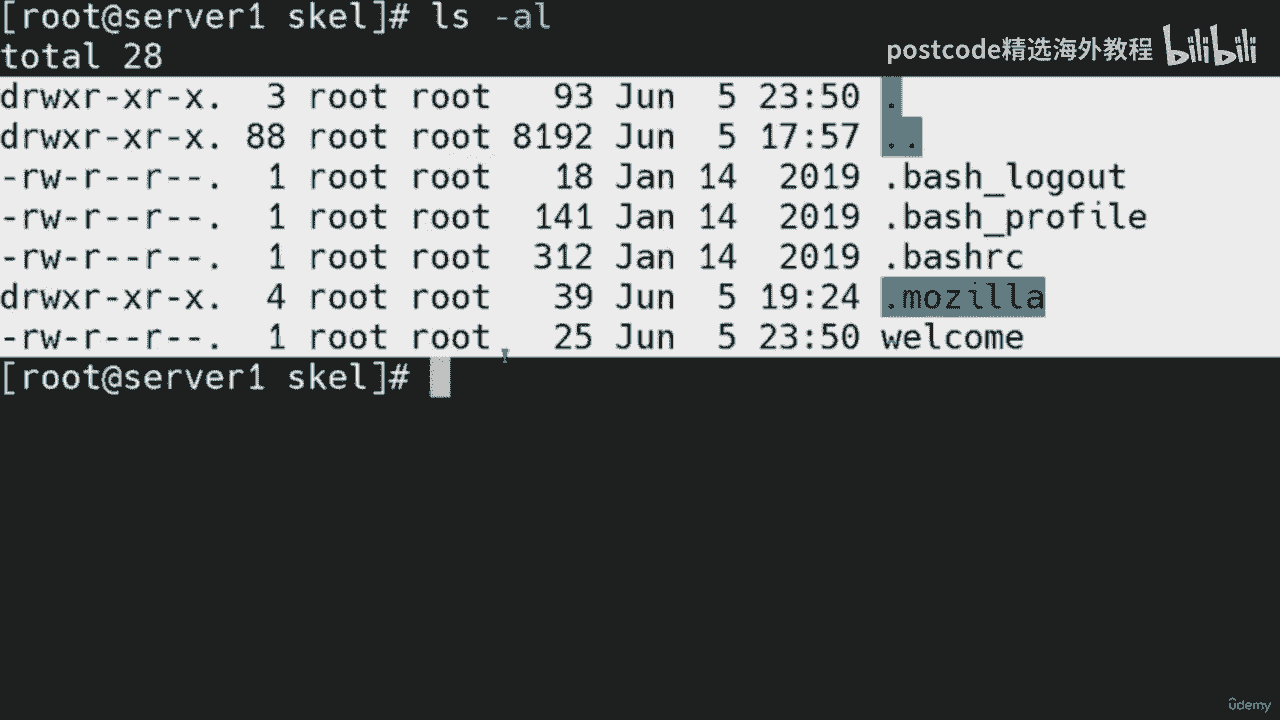 [root@server1 skel]# ls -al
total 28
postcode精选海外教程 bilibili
drwxr-xr-x.  3 root root   93 Jun  5 23:50 .
drwxr-xr-x. 88 root root 8192 Jun  5 17:57 ..
-rw-r--r--.  1 root root   18 Jan 14  2019 .bash_logout
-rw-r--r--.  1 root root  141 Jan 14  2019 .bash_profile
-rw-r--r--.  1 root root  312 Jan 14  2019 .bashrc
drwxr-xr-x.  4 root root   39 Jun  5 19:24 .mozilla
-rw-r--r--.  1 root root   25 Jun  5 23:50 welcome
[root@server1 skel]#
ûdemy